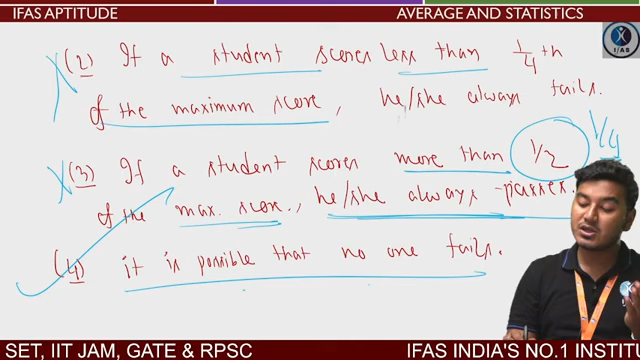 IFAS APTITUDE AVERAGE AND STATISTICS
IFAS
(2) If a student scores less than 1/4 th
of the maximum score, he/she always fails.
1/4
(3) If a student scores more than 1/2
of the max. score, he/she always passes.
(4) it is possible that no one fails.
SET, IIT JAM, GATE & RPSC IFAS INDIA'S NO. 1 INSTITU